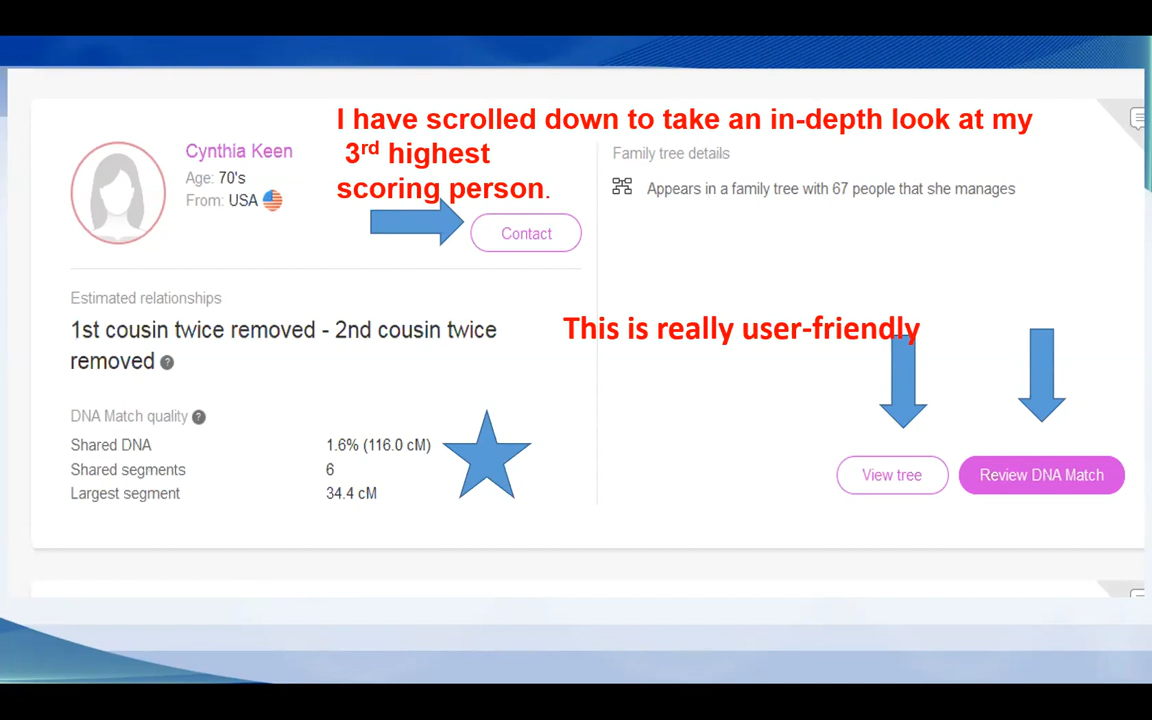 I have scrolled down to take an in-depth look at my
3rd highest
scoring person.
Cynthia Keen
Age: 70's
From: USA
Contact
Family tree details
Appears in a family tree with 67 people that she manages
Estimated relationships
1st cousin twice removed - 2nd cousin twice
removed ?
This is really user-friendly
DNA Match quality ?
Shared DNA 1.6% (116.0 cM)
Shared segments 6
Largest segment 34.4 cM
View tree
Review DNA Match